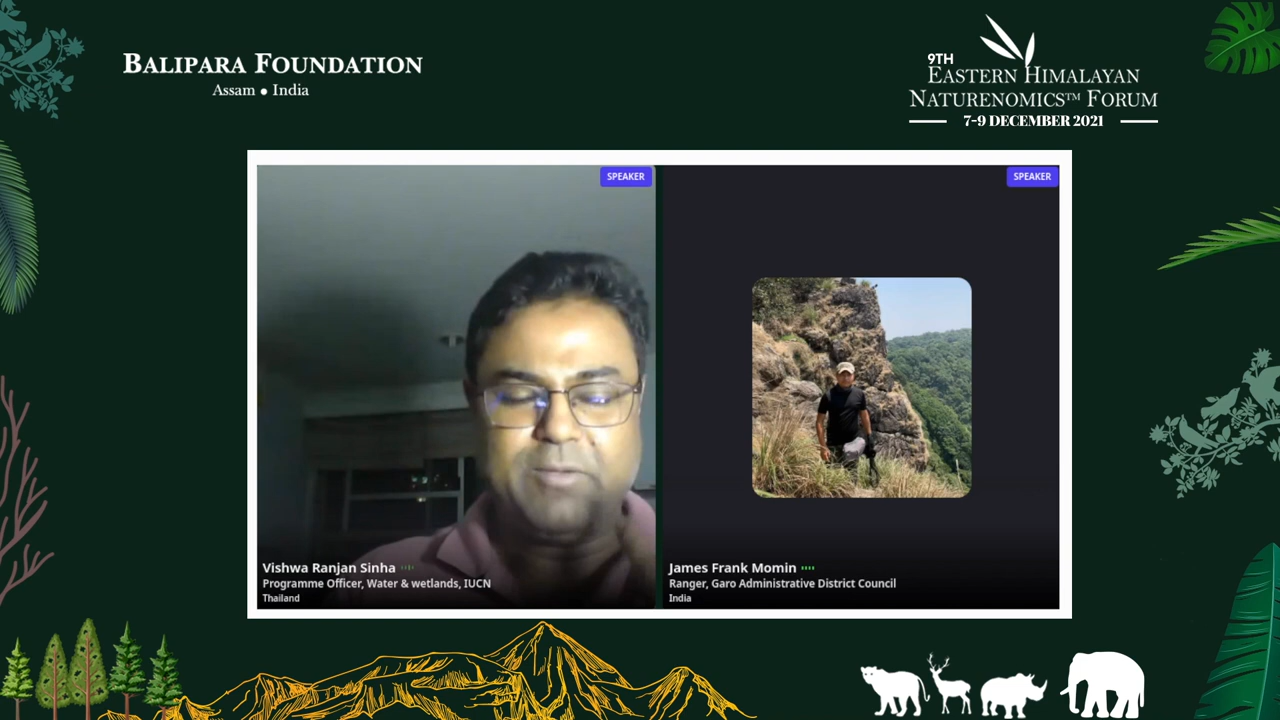 BALIPARA FOUNDATION
Assam ● India
9TH
EASTERN HIMALAYAN
NATURENOMICS™ FORUM
7-9 DECEMBER 2021
SPEAKER
SPEAKER
Vishwa Ranjan Sinha
Programme Officer, Water & wetlands, IUCN
Thailand
James Frank Momin
Ranger, Garo Administrative District Council
India